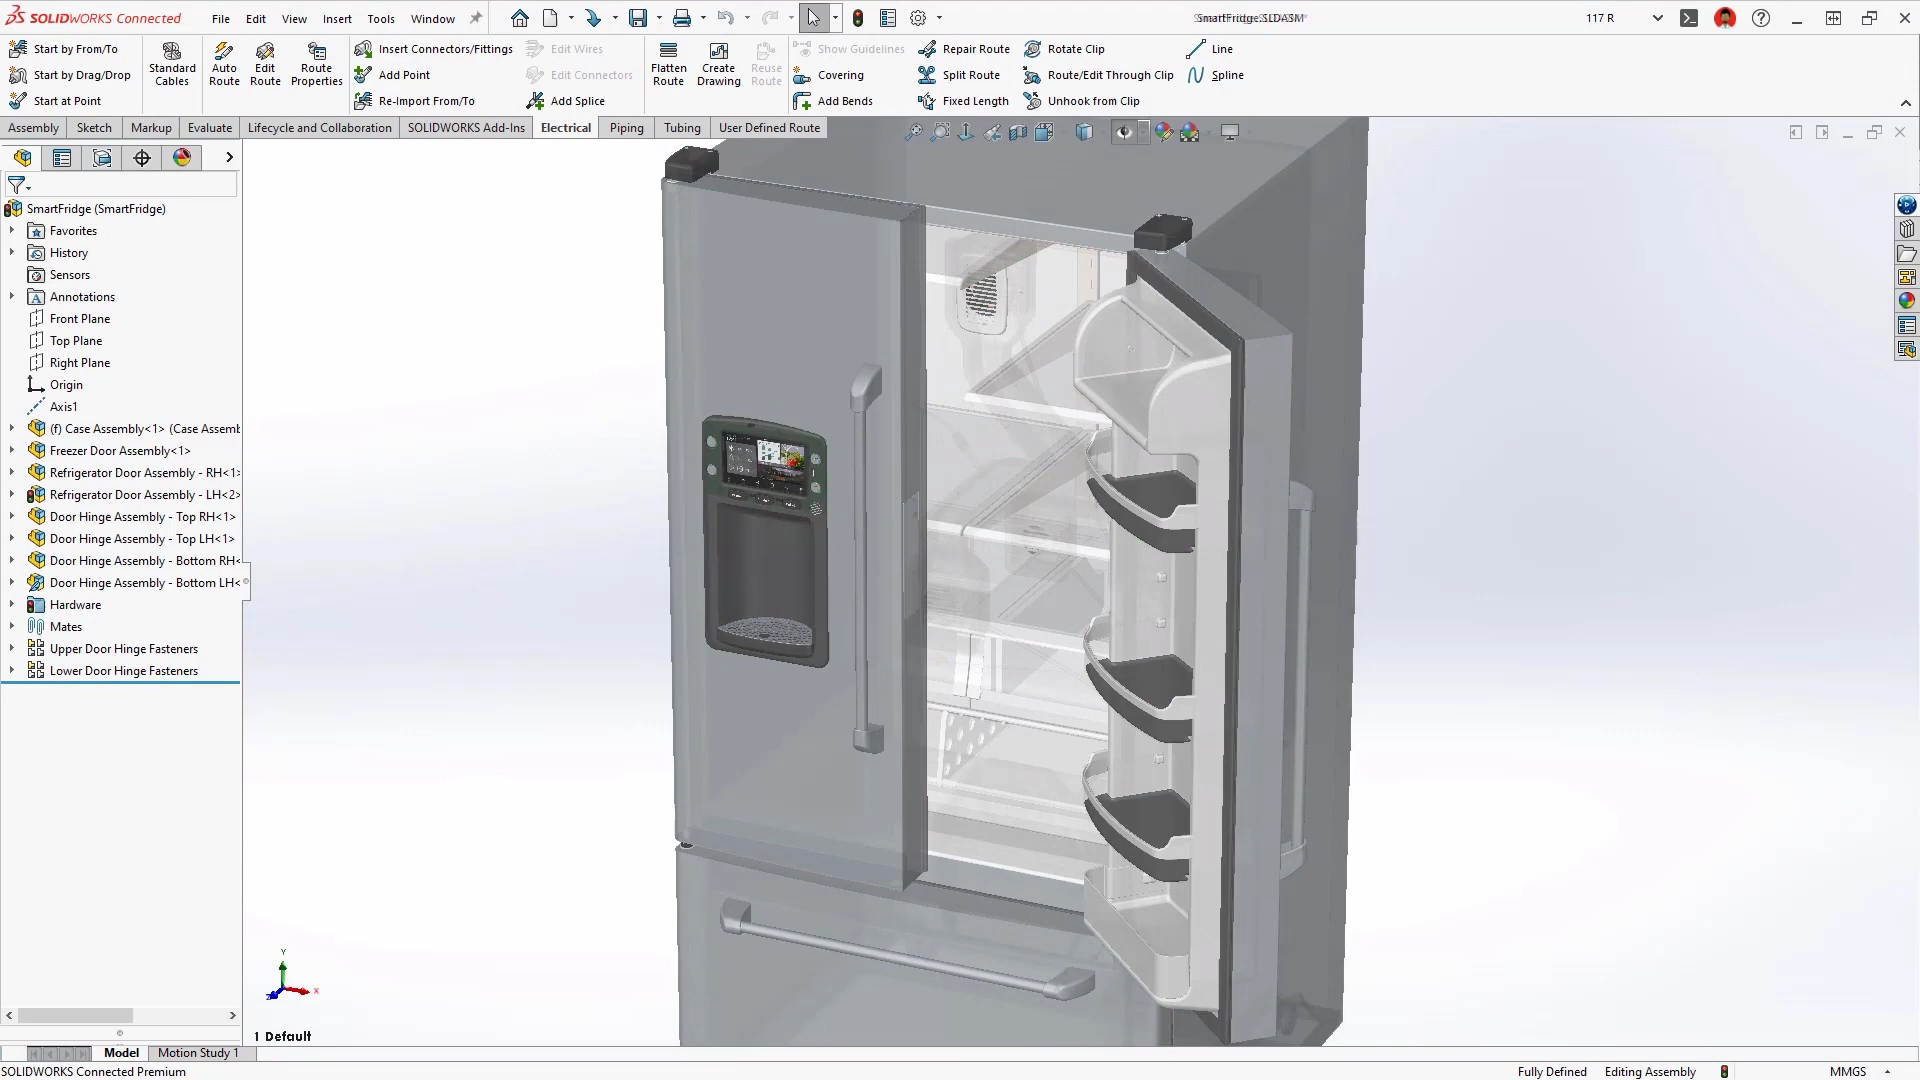 SOLIDWORKS Connected File Edit View Insert Tools Window 117 R
Start by From/To Insert Connectors/Fittings Edit Wires Show Guidelines Repair Route Rotate Clip Line
Standard Cables Auto Route Edit Route Route Properties Flatten Route Create Drawing Reuse Route
Start by Drag/Drop Add Point Edit Connectors Covering Split Route Route/Edit Through Clip Spline
Start at Point Re-Import From/To Add Splice Add Bends Fixed Length Unhook from Clip
Assembly Sketch Markup Evaluate Lifecycle and Collaboration SOLIDWORKS Add-Ins Electrical Piping Tubing User Defined Route
SmartFridge (SmartFridge)
Favorites
History
Sensors
Annotations
Front Plane
Top Plane
Right Plane
Origin
Axis1
(f) Case Assembly<1> (Case Assemb
Freezer Door Assembly<1>
Refrigerator Door Assembly - RH<1>
Refrigerator Door Assembly - LH<2>
Door Hinge Assembly - Top RH<1>
Door Hinge Assembly - Top LH<1>
Door Hinge Assembly - Bottom RH<
Door Hinge Assembly - Bottom LH<
Hardware
Mates
Upper Door Hinge Fasteners
Lower Door Hinge Fasteners
Y
X
Z
1 Default
Model Motion Study 1
SOLIDWORKS Connected Premium Fully Defined Editing Assembly MMGS